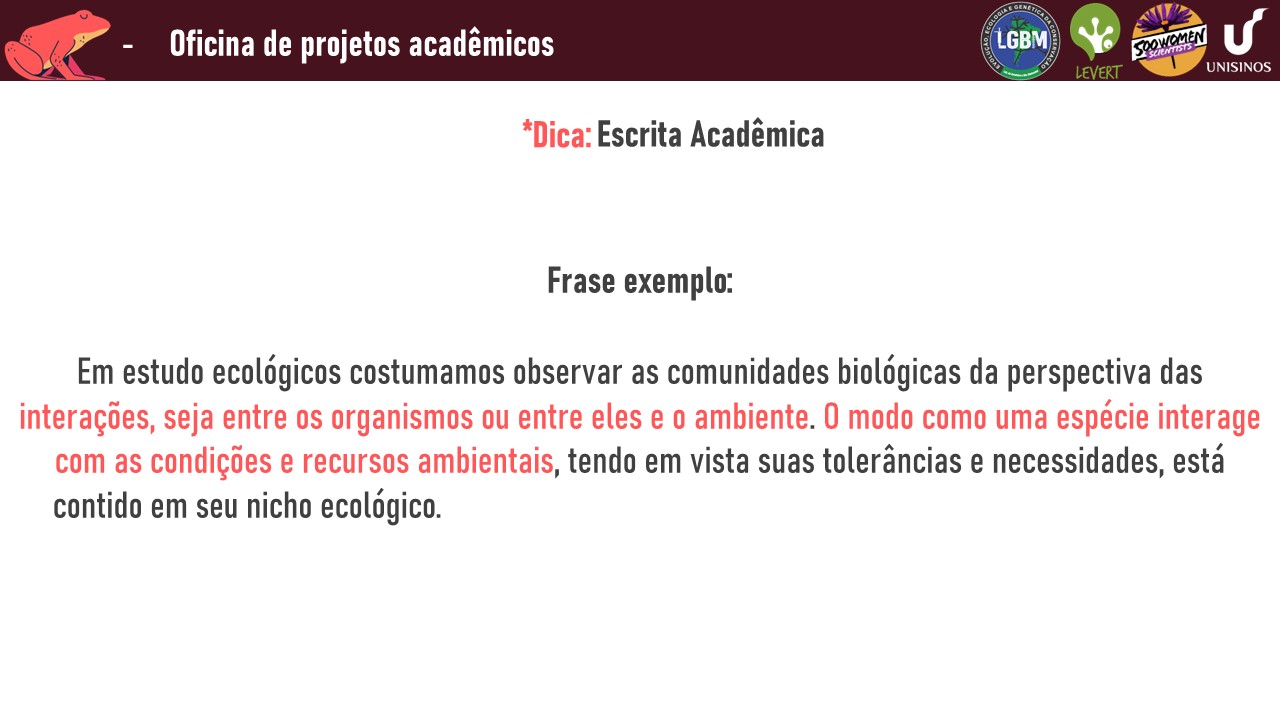 - Oficina de projetos acadêmicos
EVOLUÇÃO, ECOLOGIA E GENÉTICA DA CONSERVAÇÃO
LGBM
LEVERT
500 WOMEN
SCIENTISTS
UNISINOS
*Dica: Escrita Acadêmica
Frase exemplo:
Em estudo ecológicos costumamos observar as comunidades biológicas da perspectiva das
interações, seja entre os organismos ou entre eles e o ambiente. O modo como uma espécie interage
com as condições e recursos ambientais, tendo em vista suas tolerâncias e necessidades, está
contido em seu nicho ecológico.